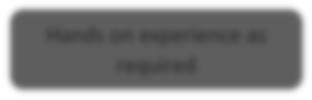 Hands on experience as
required